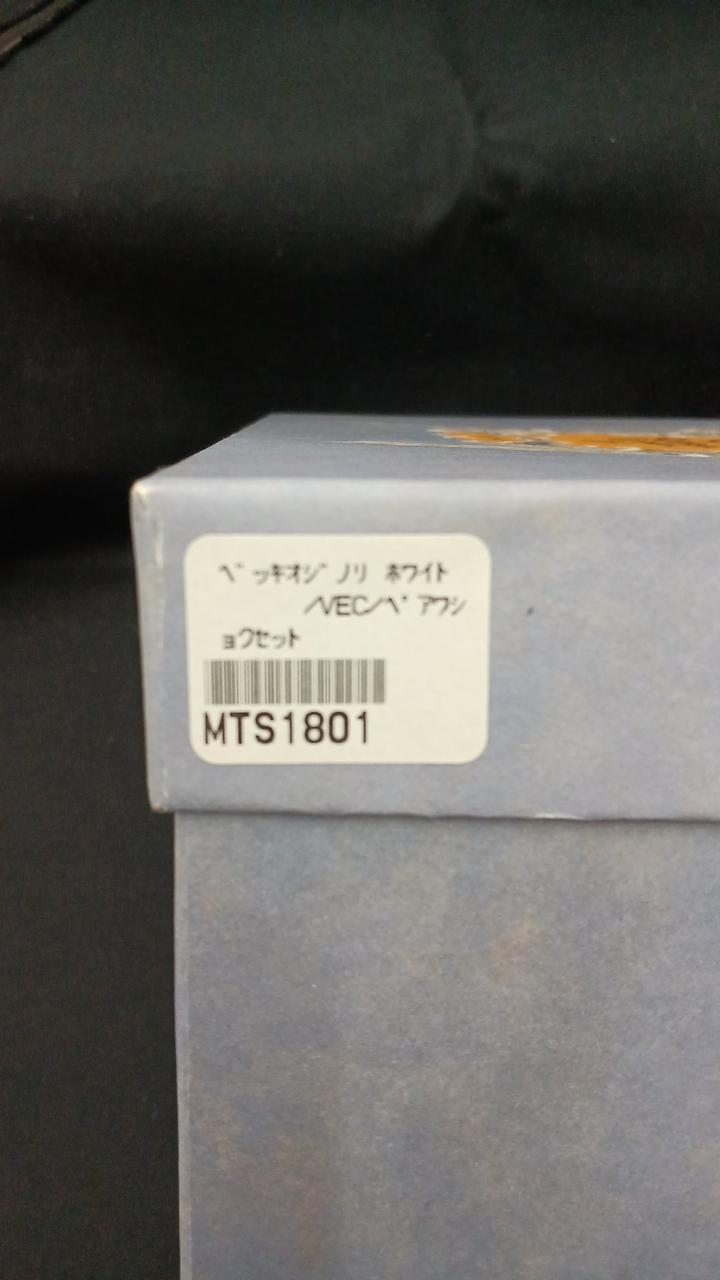 ﾍﾞｯｷｵｼﾞﾉﾘ ﾎﾜｲﾄ
/VEC/ﾍﾟｱﾜｼ
ｮｸｾｯﾄ
MTS1801